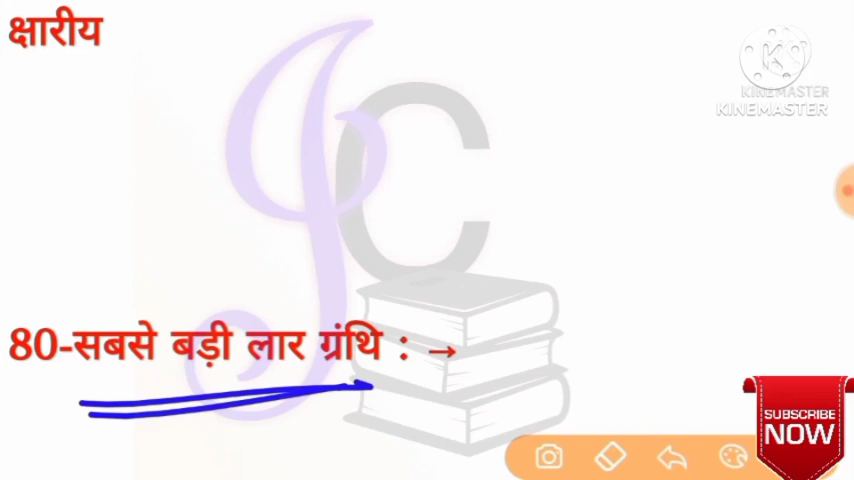 क्षारीय
KINEMASTER
KINEMASTER
80-सबसे बड़ी लार ग्रंथि : →
SUBSCRIBE
NOW